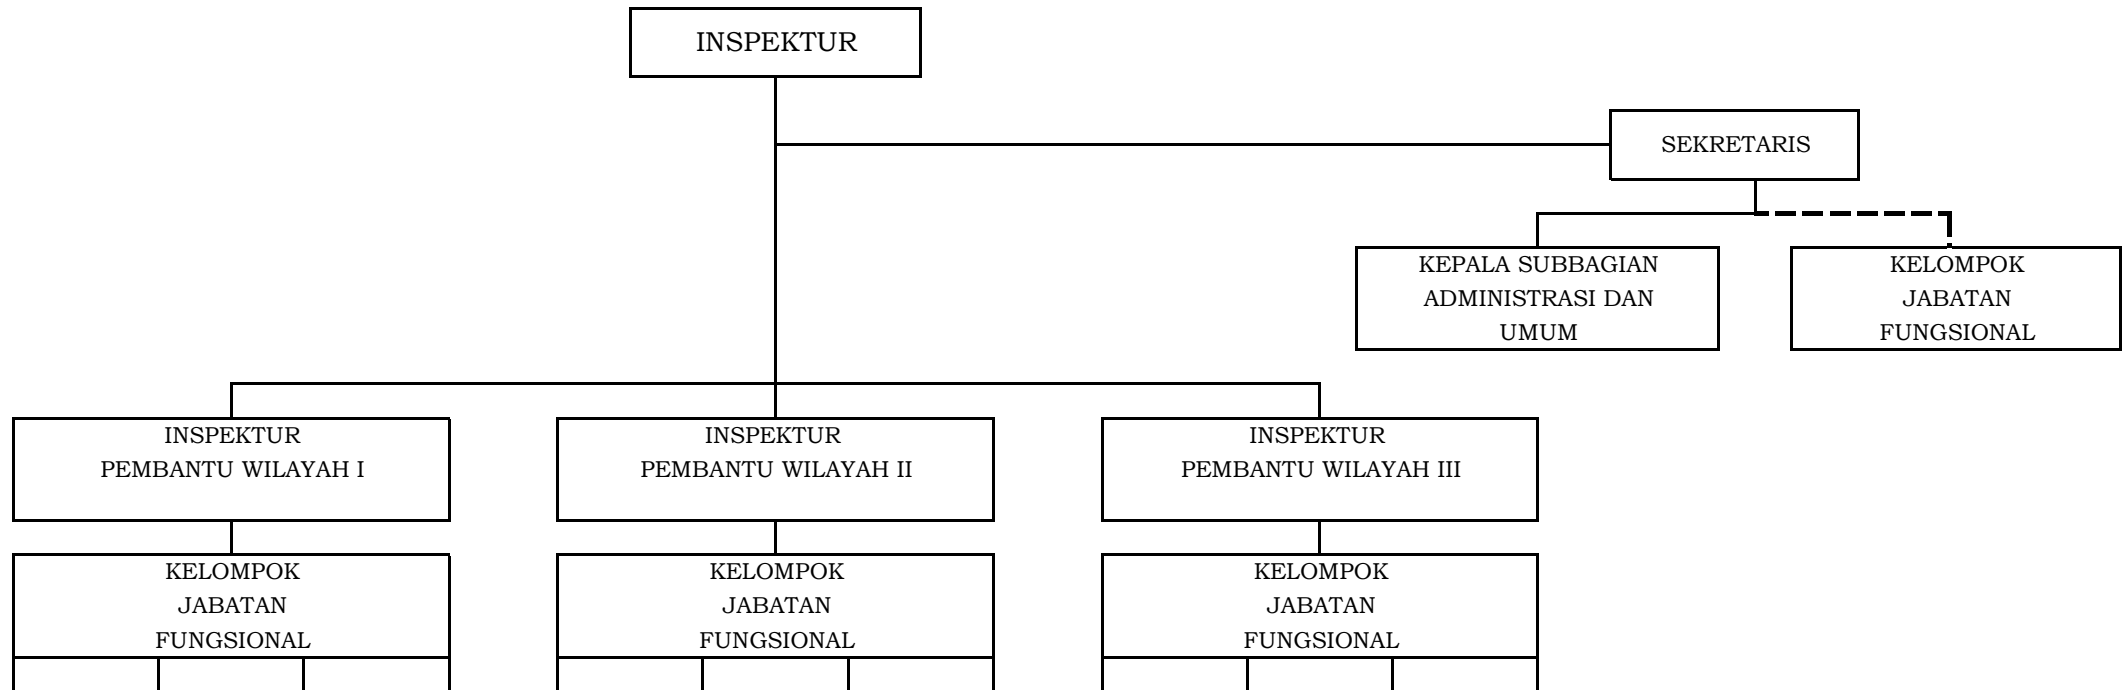 INSPEKTUR
SEKRETARIS
KEPALA SUBBAGIAN
ADMINISTRASI DAN
UMUM
KELOMPOK
JABATAN
FUNGSIONAL
INSPEKTUR
PEMBANTU WILAYAH I
INSPEKTUR
PEMBANTU WILAYAH II
INSPEKTUR
PEMBANTU WILAYAH III
KELOMPOK
JABATAN
FUNGSIONAL
KELOMPOK
JABATAN
FUNGSIONAL
KELOMPOK
JABATAN
FUNGSIONAL